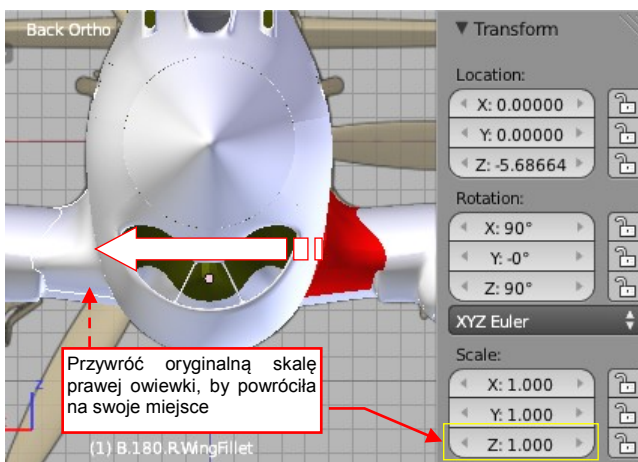 Back Ortho
Przywróć oryginalną skalę
prawej owiewki, by powróciła
na swoje miejsce
(1) B.180.R.WingFillet
▼ Transform
Location:
X: 0.00000
Y: 0.00000
Z: -5.68664
Rotation:
X: 90°
Y: -0°
Z: 90°
XYZ Euler
Scale:
X: 1.000
Y: 1.000
Z: 1.000